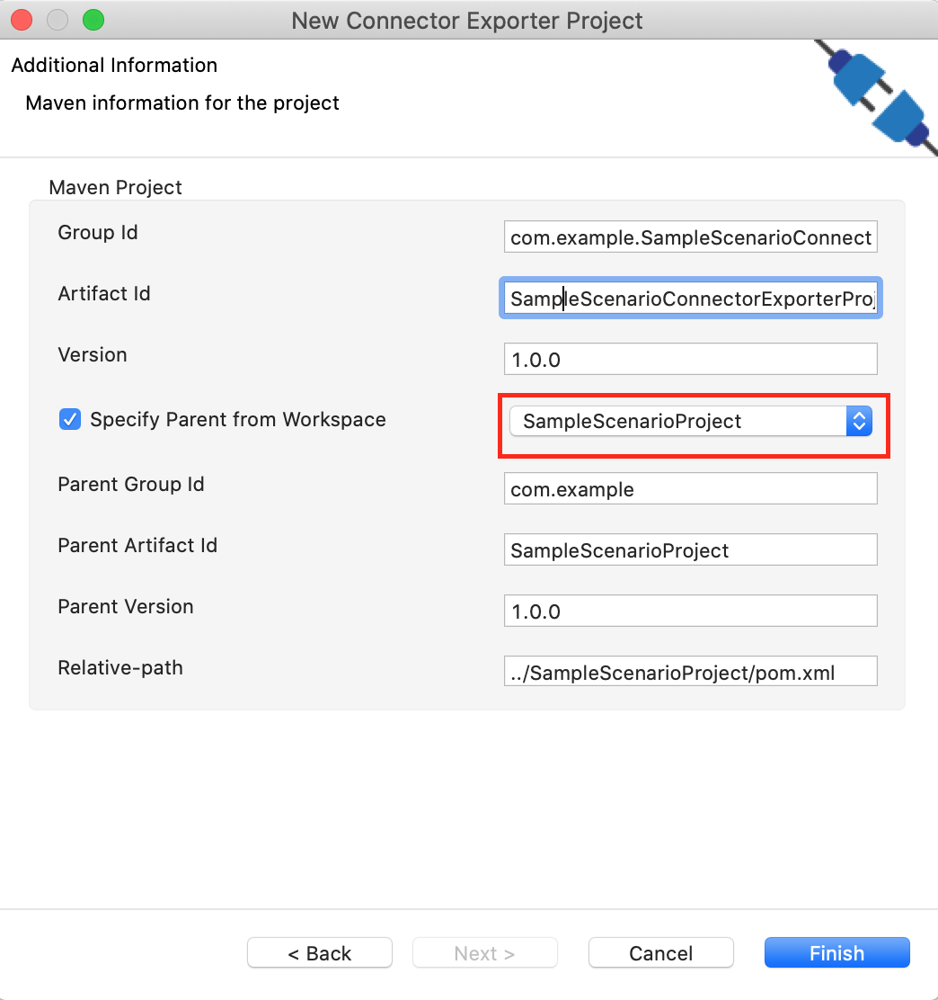 New Connector Exporter Project
Additional Information
Maven information for the project
Maven Project
Group Id
com.example.SampleScenarioConnect
Artifact Id
SampleScenarioConnectorExporterProj
Version
1.0.0
Specify Parent from Workspace
SampleScenarioProject
Parent Group Id
com.example
Parent Artifact Id
SampleScenarioProject
Parent Version
1.0.0
Relative-path
../SampleScenarioProject/pom.xml
< Back
Next >
Cancel
Finish